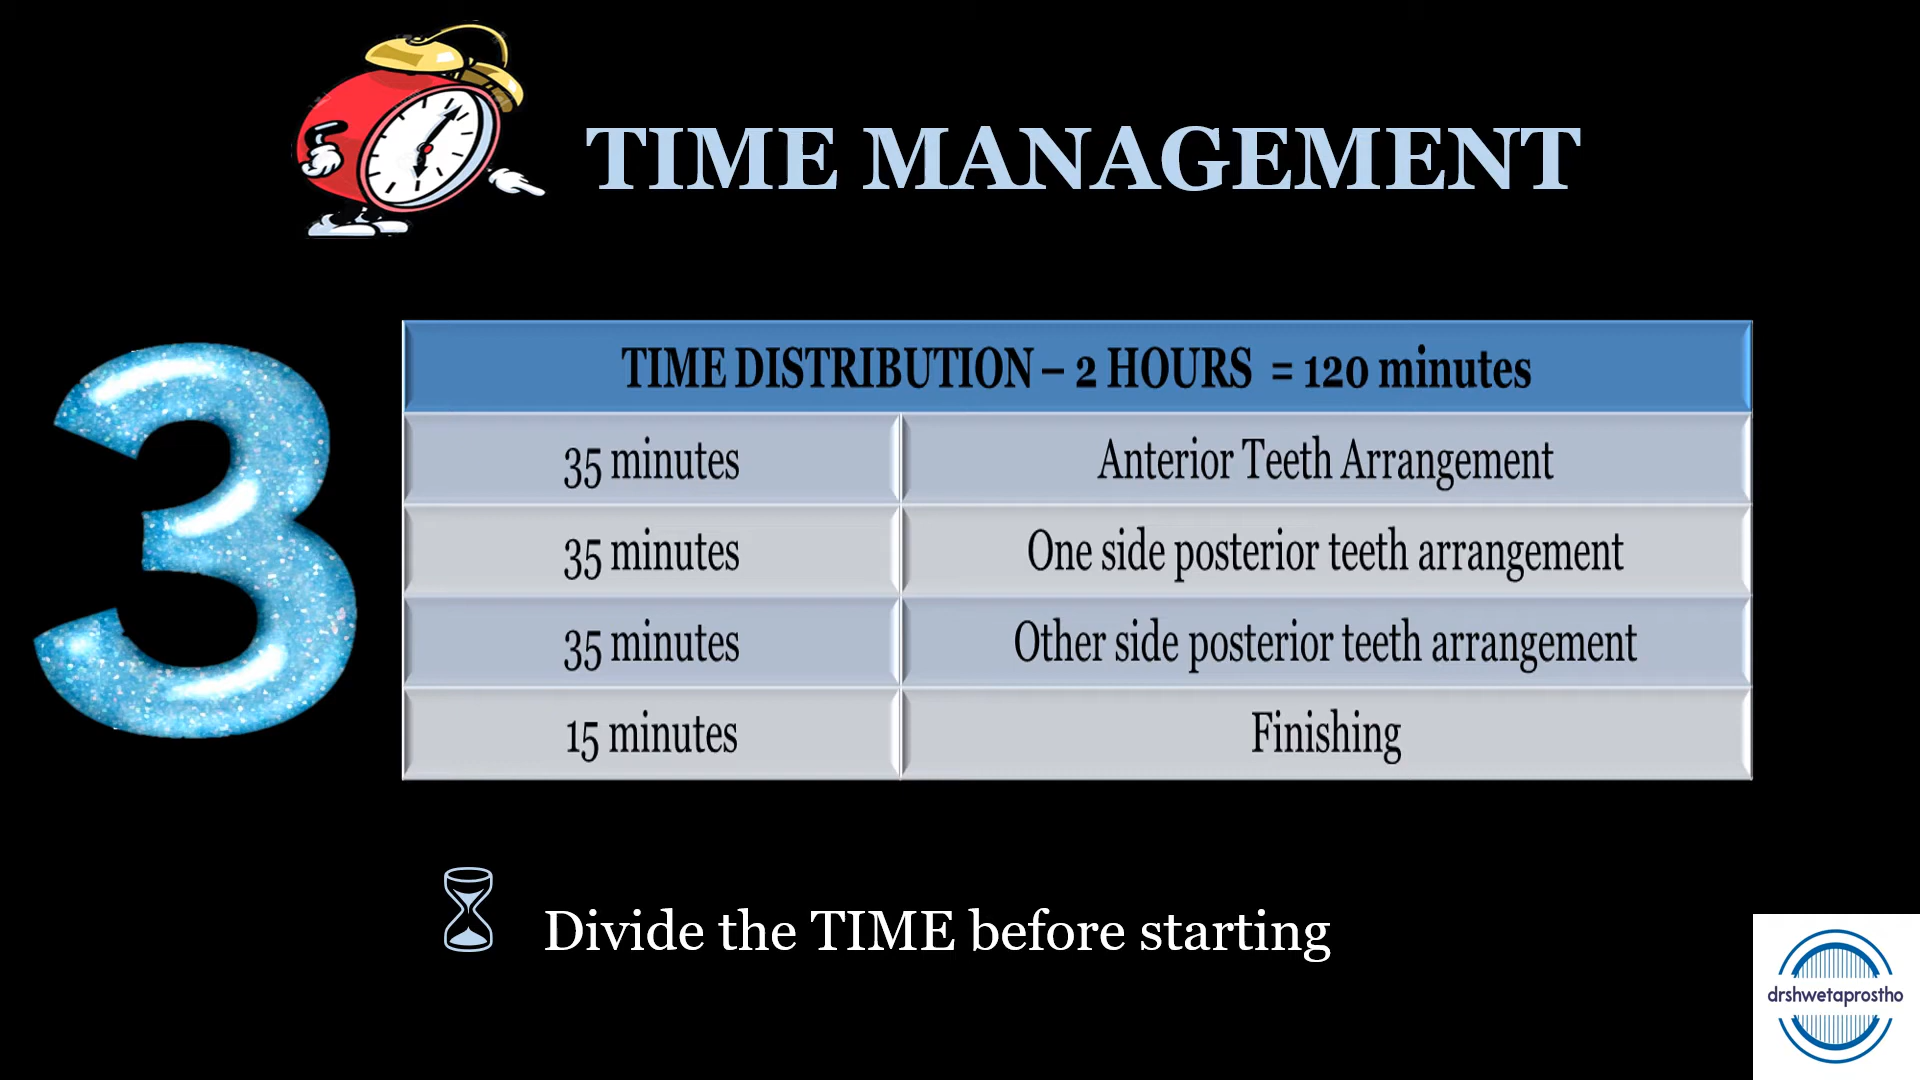 TIME MANAGEMENT
3
TIME DISTRIBUTION – 2 HOURS = 120 minutes
35 minutes Anterior Teeth Arrangement
35 minutes One side posterior teeth arrangement
35 minutes Other side posterior teeth arrangement
15 minutes Finishing
Divide the TIME before starting
drshwetaprostho